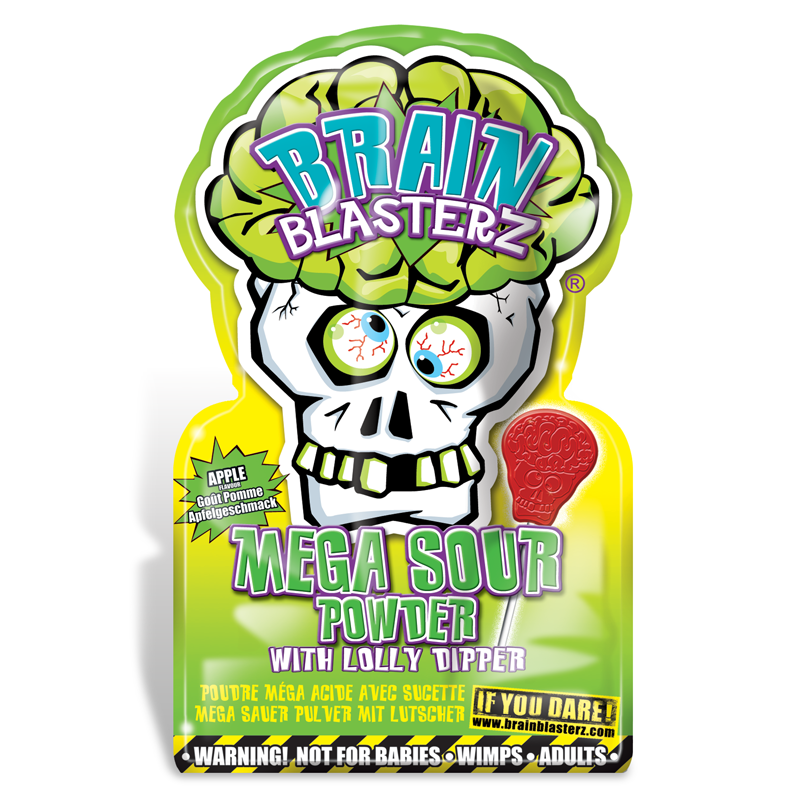 BRAIN
BLASTERZ
®
APPLE
FLAVOUR
Goût Pomme
Apfelgeschmack
MEGA SOUR
POWDER
WITH LOLLY DIPPER
POUDRE MÉGA ACIDE AVEC SUCETTE
MEGA SAUER PULVER MIT LUTSCHER
IF YOU DARE!
www.brainblasterz.com
• WARNING! NOT FOR BABIES • WIMPS • ADULTS •